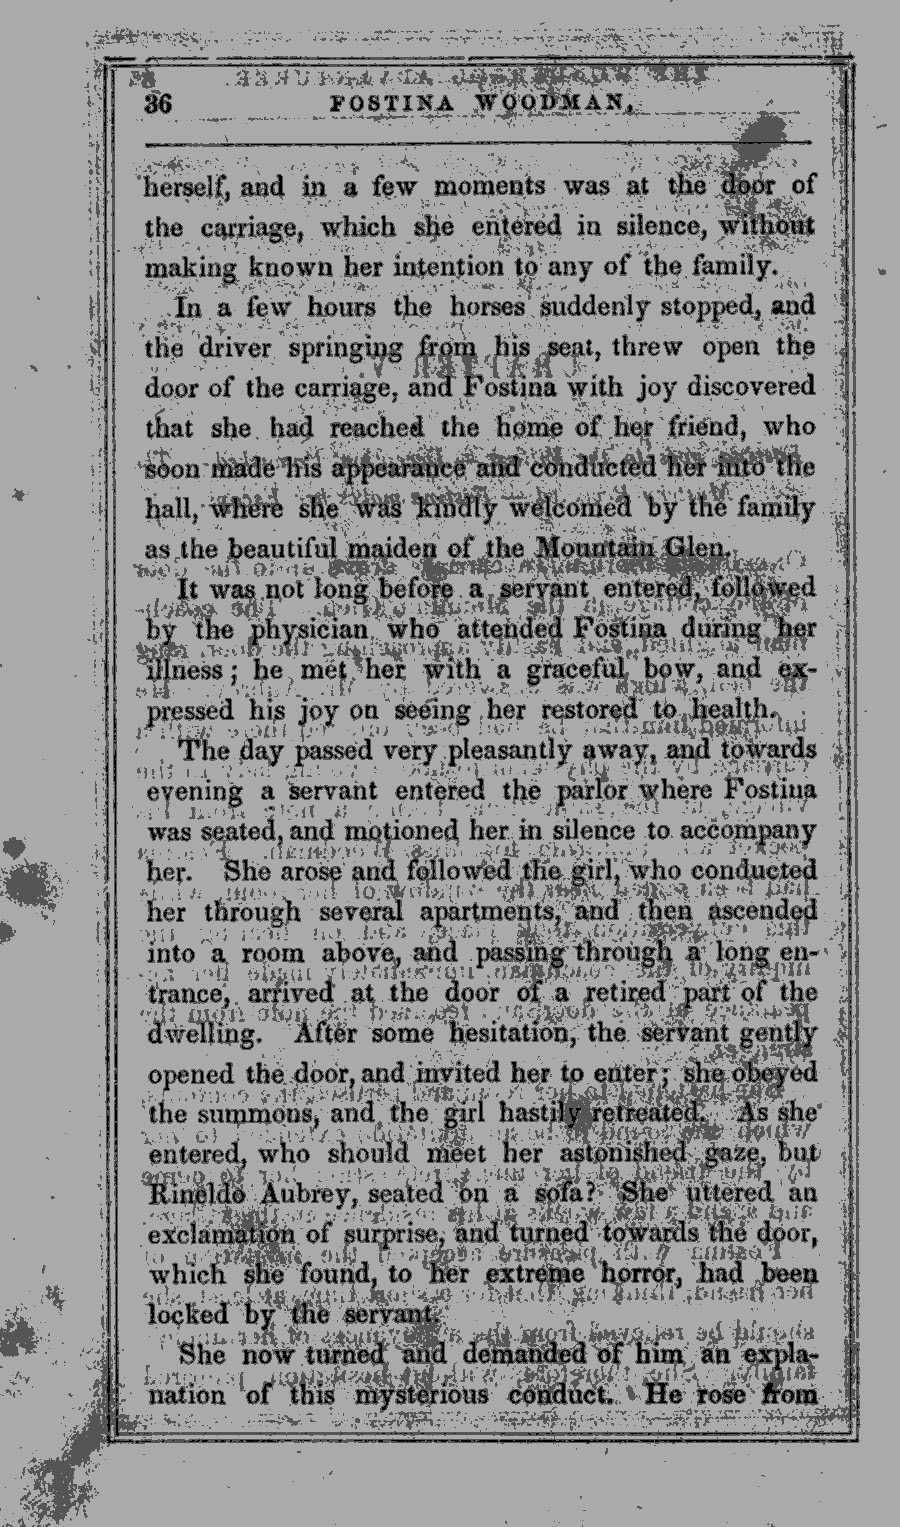 36 FOSTINA WOODMAN,
herself, and in a few moments was at the door of
the carriage, which she entered in silence, without
making known her intention to any of the family.
In a few hours the horses suddenly stopped, and
the driver springing from his seat, threw open the
door of the carriage, and Fostina with joy discovered
that she had reached the home of her friend, who
soon made his appearance and conducted her into the
hall, where she was kindly welcomed by the family
as the beautiful maiden of the Mountain Glen.
It was not long before a servant entered, followed
by the physician who attended Fostina during her
illness; he met her with a graceful bow, and ex-
pressed his joy on seeing her restored to health.
The day passed very pleasantly away, and towards
evening a servant entered the parlor where Fostina
was seated, and motioned her in silence to accompany
her. She arose and followed the girl, who conducted
her through several apartments, and then ascended
into a room above, and passing through a long en-
trance, arrived at the door of a retired part of the
dwelling. After some hesitation, the servant gently
opened the door, and invited her to enter; she obeyed
the summons, and the girl hastily retreated. As she
entered, who should meet her astonished gaze, but
Rineldo Aubrey, seated on a sofa? She uttered an
exclamation of surprise, and turned towards the door,
which she found, to her extreme horror, had been
locked by the servant.
She now turned and demanded of him an expla-
nation of this mysterious conduct. He rose from